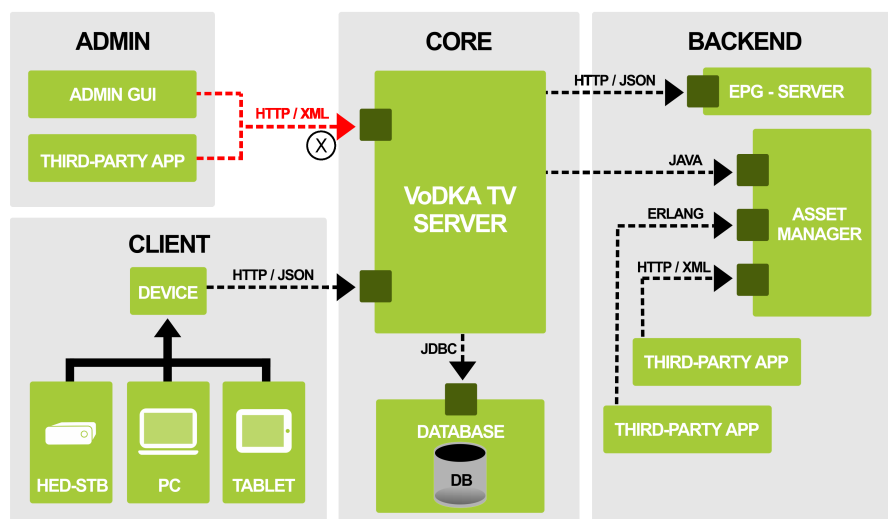 ADMIN
ADMIN GUI
THIRD-PARTY APP
HTTP / XML
X
CLIENT
DEVICE
HTTP / JSON
HED-STB
PC
TABLET
CORE
VoDKA TV
SERVER
JDBC
DATABASE
DB
BACKEND
HTTP / JSON
EPG - SERVER
JAVA
ERLANG
HTTP / XML
ASSET
MANAGER
THIRD-PARTY APP
THIRD-PARTY APP